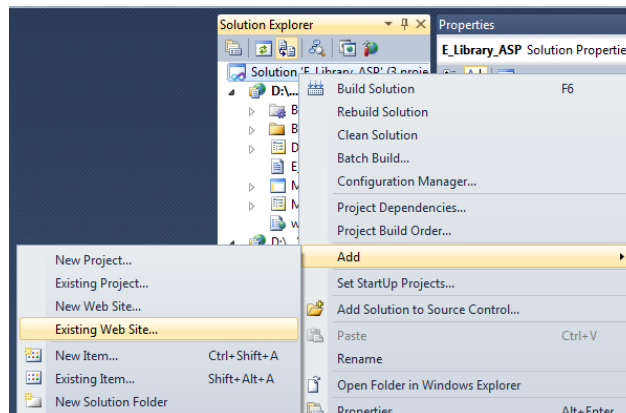 Solution Explorer
Properties
E_Library_ASP Solution Propertie
Solution 'E_Library_ASP' (3 proje
D:\...
Build Solution F6
Rebuild Solution
Clean Solution
Batch Build...
Configuration Manager...
Project Dependencies...
Project Build Order...
Add
New Project...
Existing Project...
New Web Site...
Existing Web Site...
New Item... Ctrl+Shift+A
Existing Item... Shift+Alt+A
New Solution Folder
Set StartUp Projects...
Add Solution to Source Control...
Paste Ctrl+V
Rename
Open Folder in Windows Explorer
Properties Alt+Enter